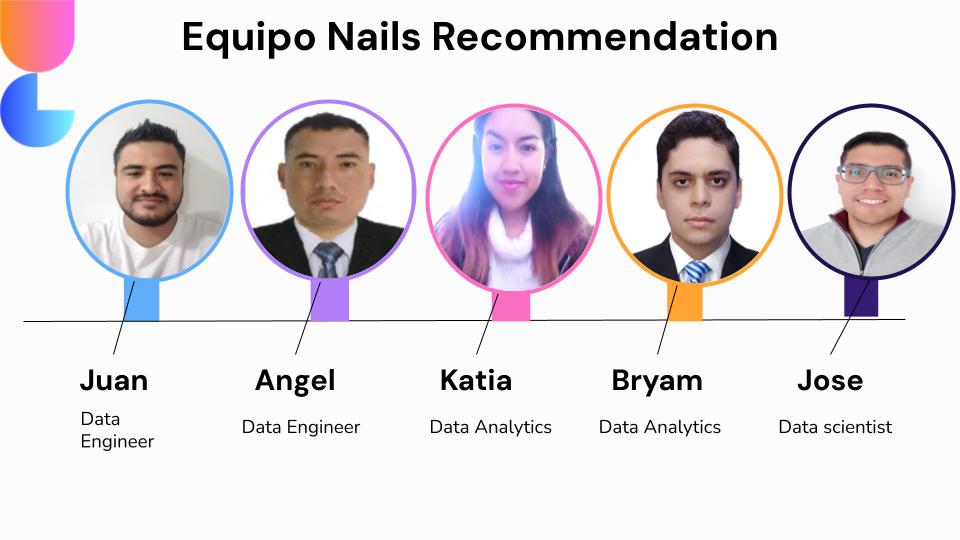 Equipo Nails Recommendation
Juan
Angel
Katia
Bryam
Jose
Data
Engineer
Data Engineer
Data Analytics
Data Analytics
Data scientist